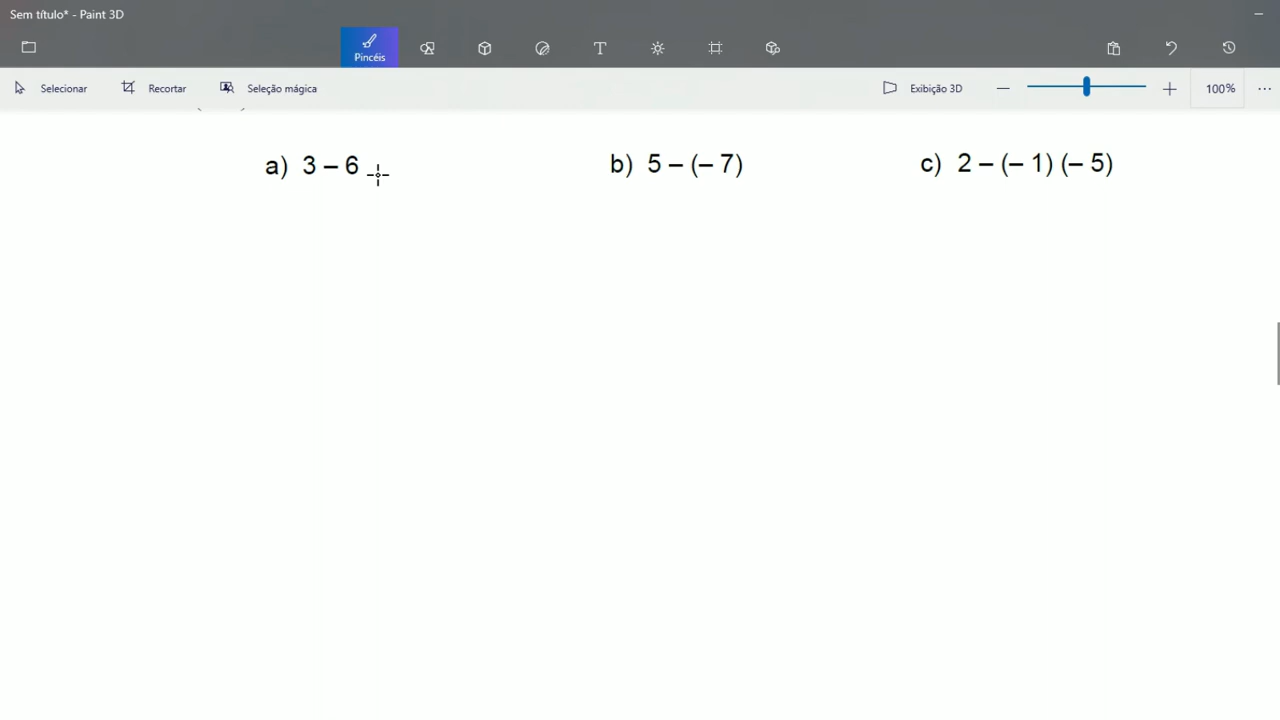 Sem título* - Paint 3D
Pincéis
Selecionar Recortar Seleção mágica Exibição 3D 100%
a) 3 – 6 b) 5 – (– 7) c) 2 – (– 1) (– 5)